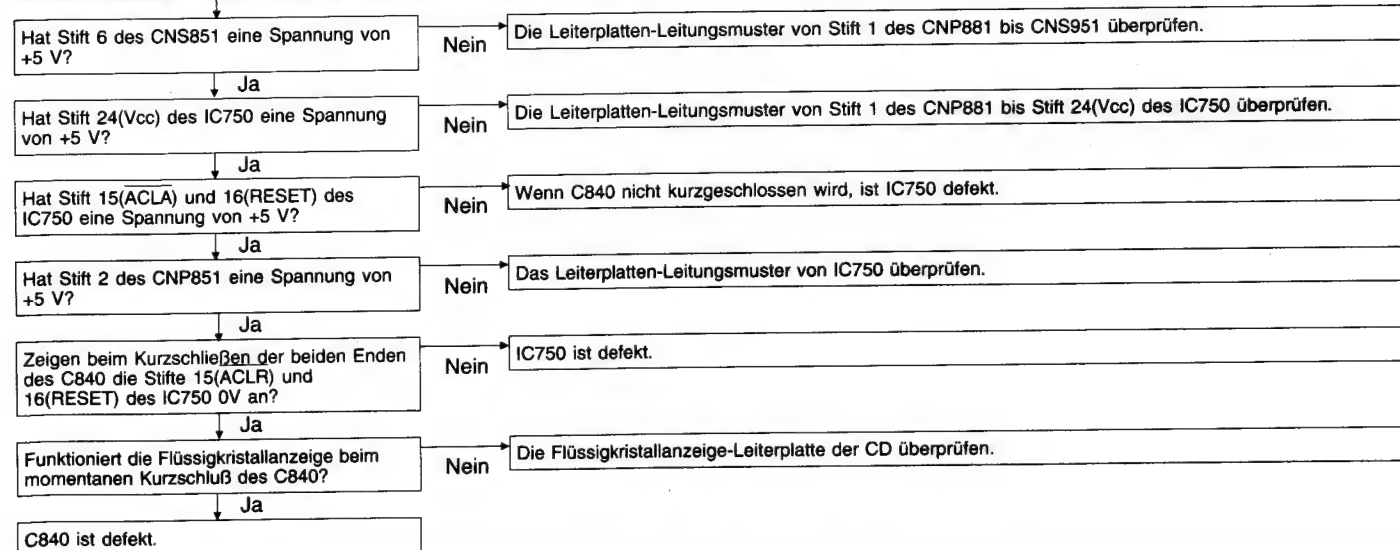 Hat Stift 6 des CNS851 eine Spannung von
+5 V?
Nein
Die Leiterplatten-Leitungsmuster von Stift 1 des CNP881 bis CNS951 überprüfen.
Ja
Hat Stift 24(Vcc) des IC750 eine Spannung
von +5 V?
Nein
Die Leiterplatten-Leitungsmuster von Stift 1 des CNP881 bis Stift 24(Vcc) des IC750 überprüfen.
Ja
Hat Stift 15(ACLA) und 16(RESET) des
IC750 eine Spannung von +5 V?
Nein
Wenn C840 nicht kurzgeschlossen wird, ist IC750 defekt.
Ja
Hat Stift 2 des CNP851 eine Spannung von
+5 V?
Nein
Das Leiterplatten-Leitungsmuster von IC750 überprüfen.
Ja
Zeigen beim Kurzschließen der beiden Enden
des C840 die Stifte 15(ACLR) und
16(RESET) des IC750 0V an?
Nein
IC750 ist defekt.
Ja
Funktioniert die Flüssigkristallanzeige beim
momentanen Kurzschluß des C840?
Nein
Die Flüssigkristallanzeige-Leiterplatte der CD überprüfen.
Ja
C840 ist defekt.